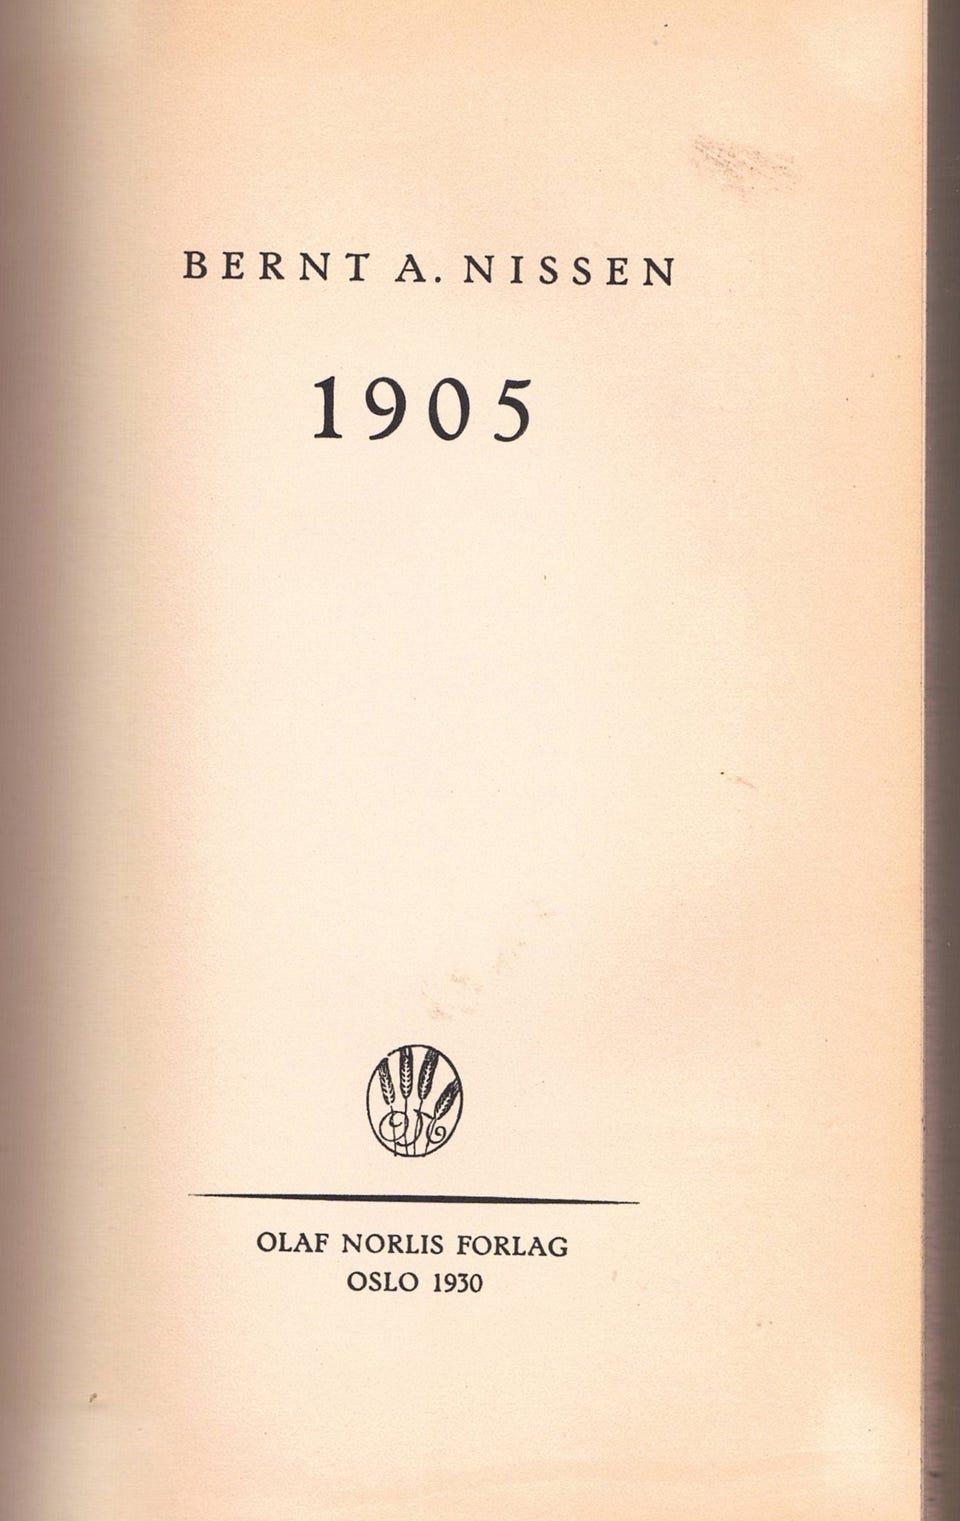 BERNT A. NISSEN
1905
OLAF NORLIS FORLAG
OSLO 1930